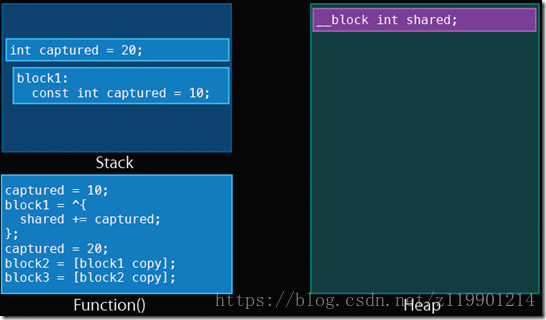 int captured = 20;
block1:
const int captured = 10;
Stack
captured = 10;
block1 = ^{
shared += captured;
};
captured = 20;
block2 = [block1 copy];
block3 = [block2 copy];
Function()
__block int shared;
Heap
https://blog.csdn.net/zl19901214